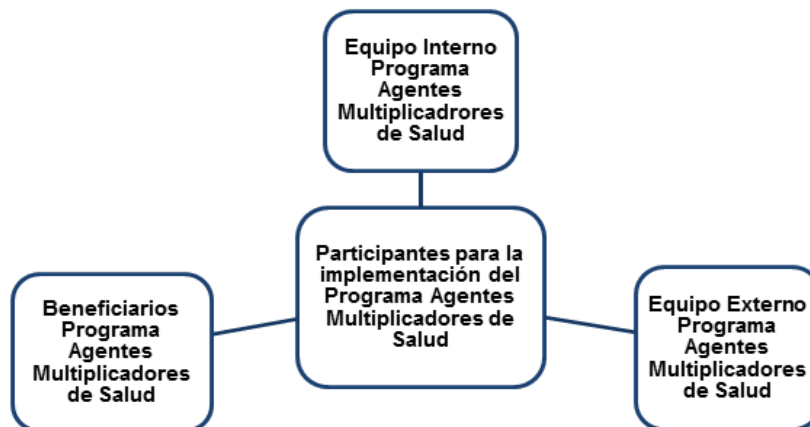 Equipo Interno
Programa
Agentes
Multiplicadrores
de Salud
Participantes para la
implementación del
Programa Agentes
Multiplicadores de
Salud
Beneficiarios
Programa
Agentes
Multiplicadores
de Salud
Equipo Externo
Programa
Agentes
Multiplicadores
de Salud